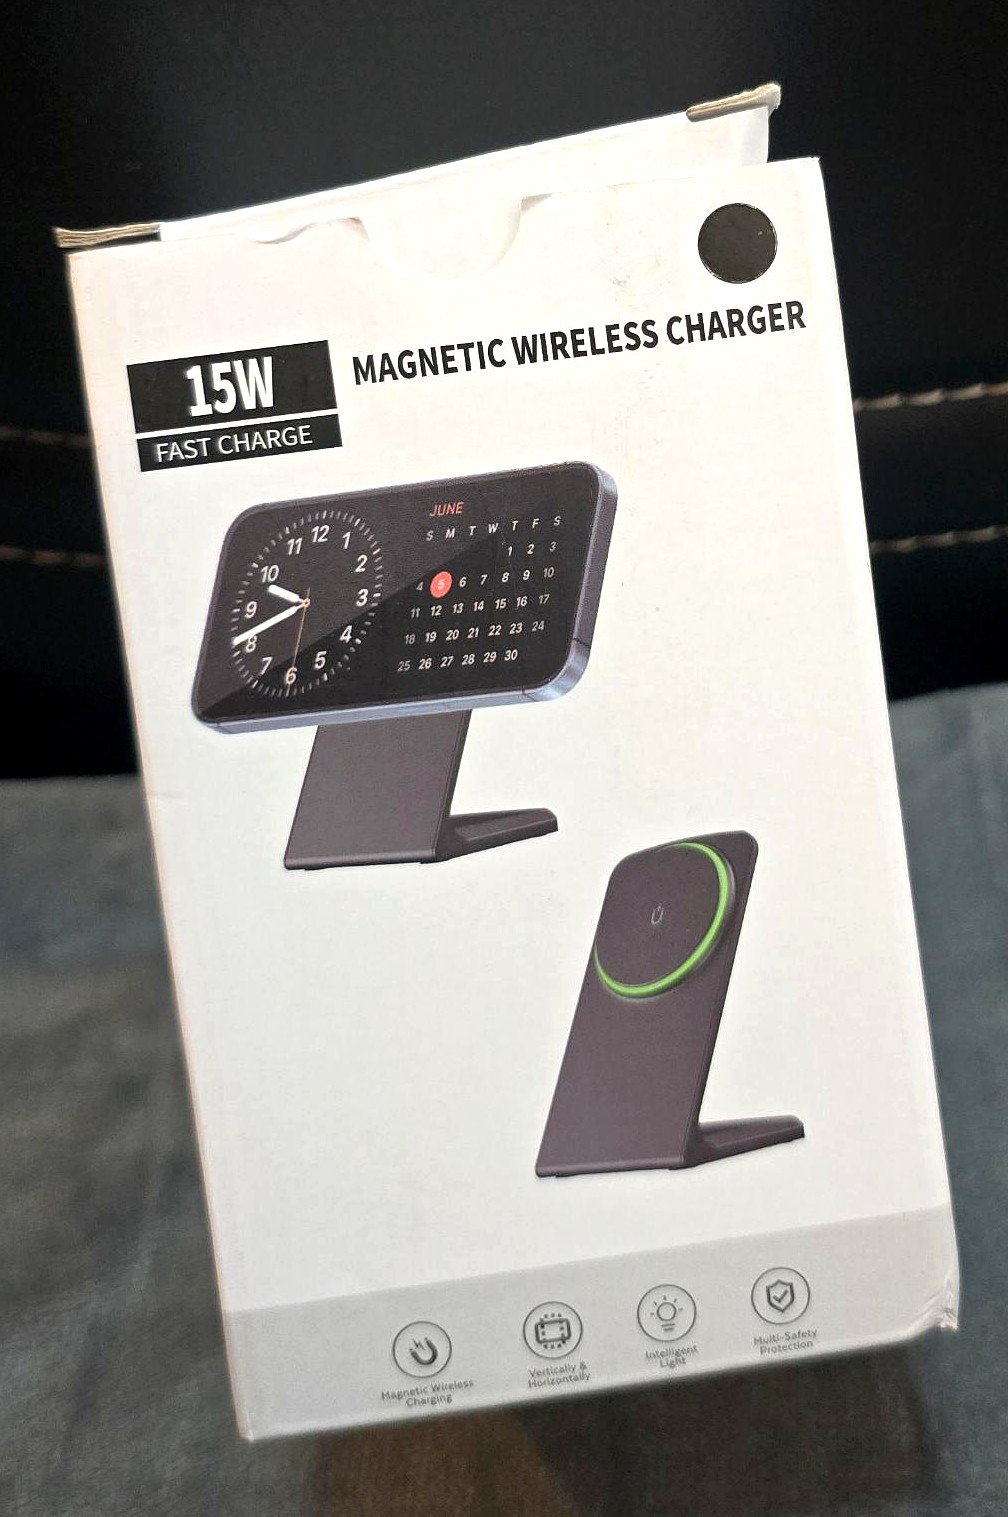 15W
FAST CHARGE
MAGNETIC WIRELESS CHARGER
12
1
2
3
4
5
6
7
8
9
10
11
JUNE
S M T W T F S
1 2 3
4 5 6 7 8 9 10
11 12 13 14 15 16 17
18 19 20 21 22 23 24
25 26 27 28 29 30
Magnetic Wireless
Charging
Vertically &
Horizontally
Intelligent
Light
Multi-Safety
Protection